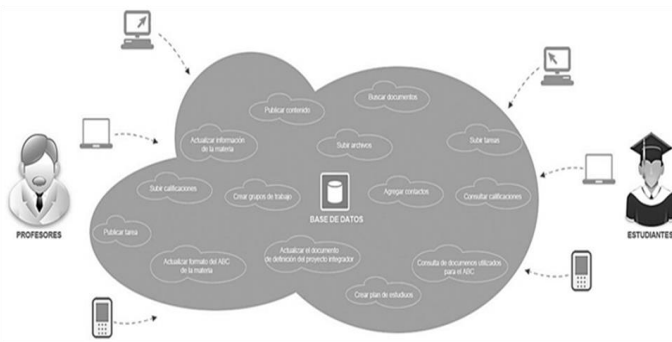 Buscar documentos
Publicar contenido
Actualizar información
de la materia
Subir archivos
Subir tareas
Subir calificaciones
Crear grupos de trabajo
Agregar contactos
Consultar calificaciones
BASE DE DATOS
PROFESORES
ESTUDIANTES
Publicar tarea
Actualizar formato del ABC
de la materia
Actualizar el documento
de definición del proyecto integrador
Consulta de documenos utilizados
para el ABC
Crear plan de estudiuos